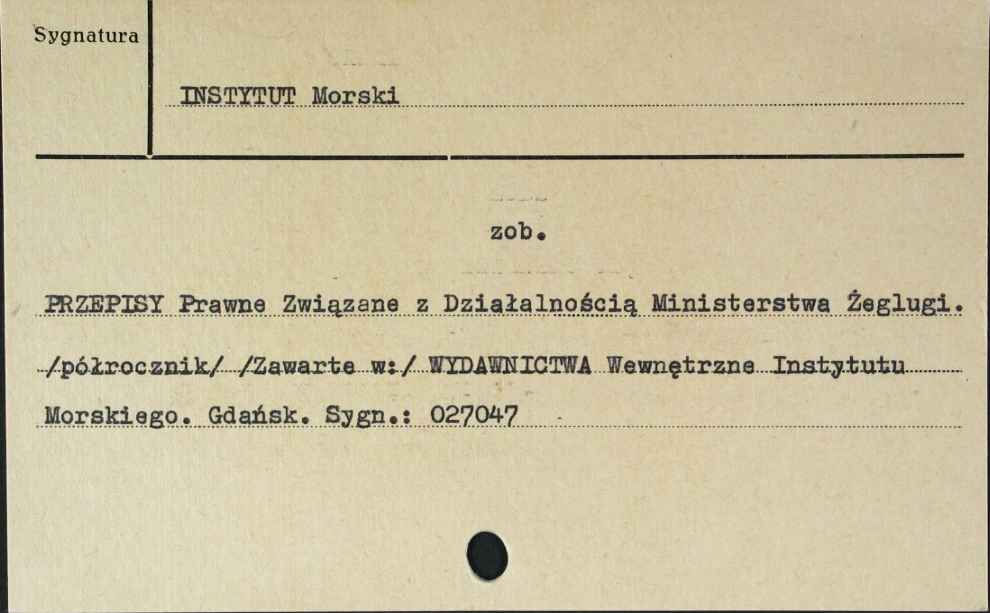 Sygnatura
INSTYTUT Morski
zob.
PRZEPISY Prawne Związane z Działalnością Ministerstwa Żeglugi.
/półrocznik/ /Zawarte w:/ WYDAWNICTWA Wewnętrzne Instytutu
Morskiego. Gdańsk. Sygn.: 027047